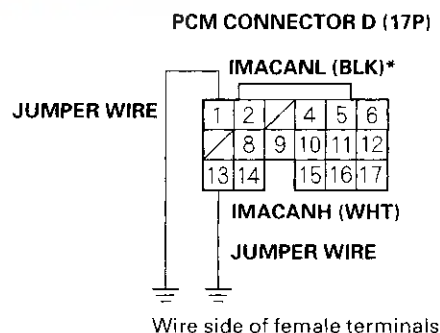 PCM CONNECTOR D (17P)
IMACANL (BLK)*
JUMPER WIRE
1 2 4 5 6
8 9 10 11 12
13 14 15 16 17
IMACANH (WHT)
JUMPER WIRE
Wire side of female terminals